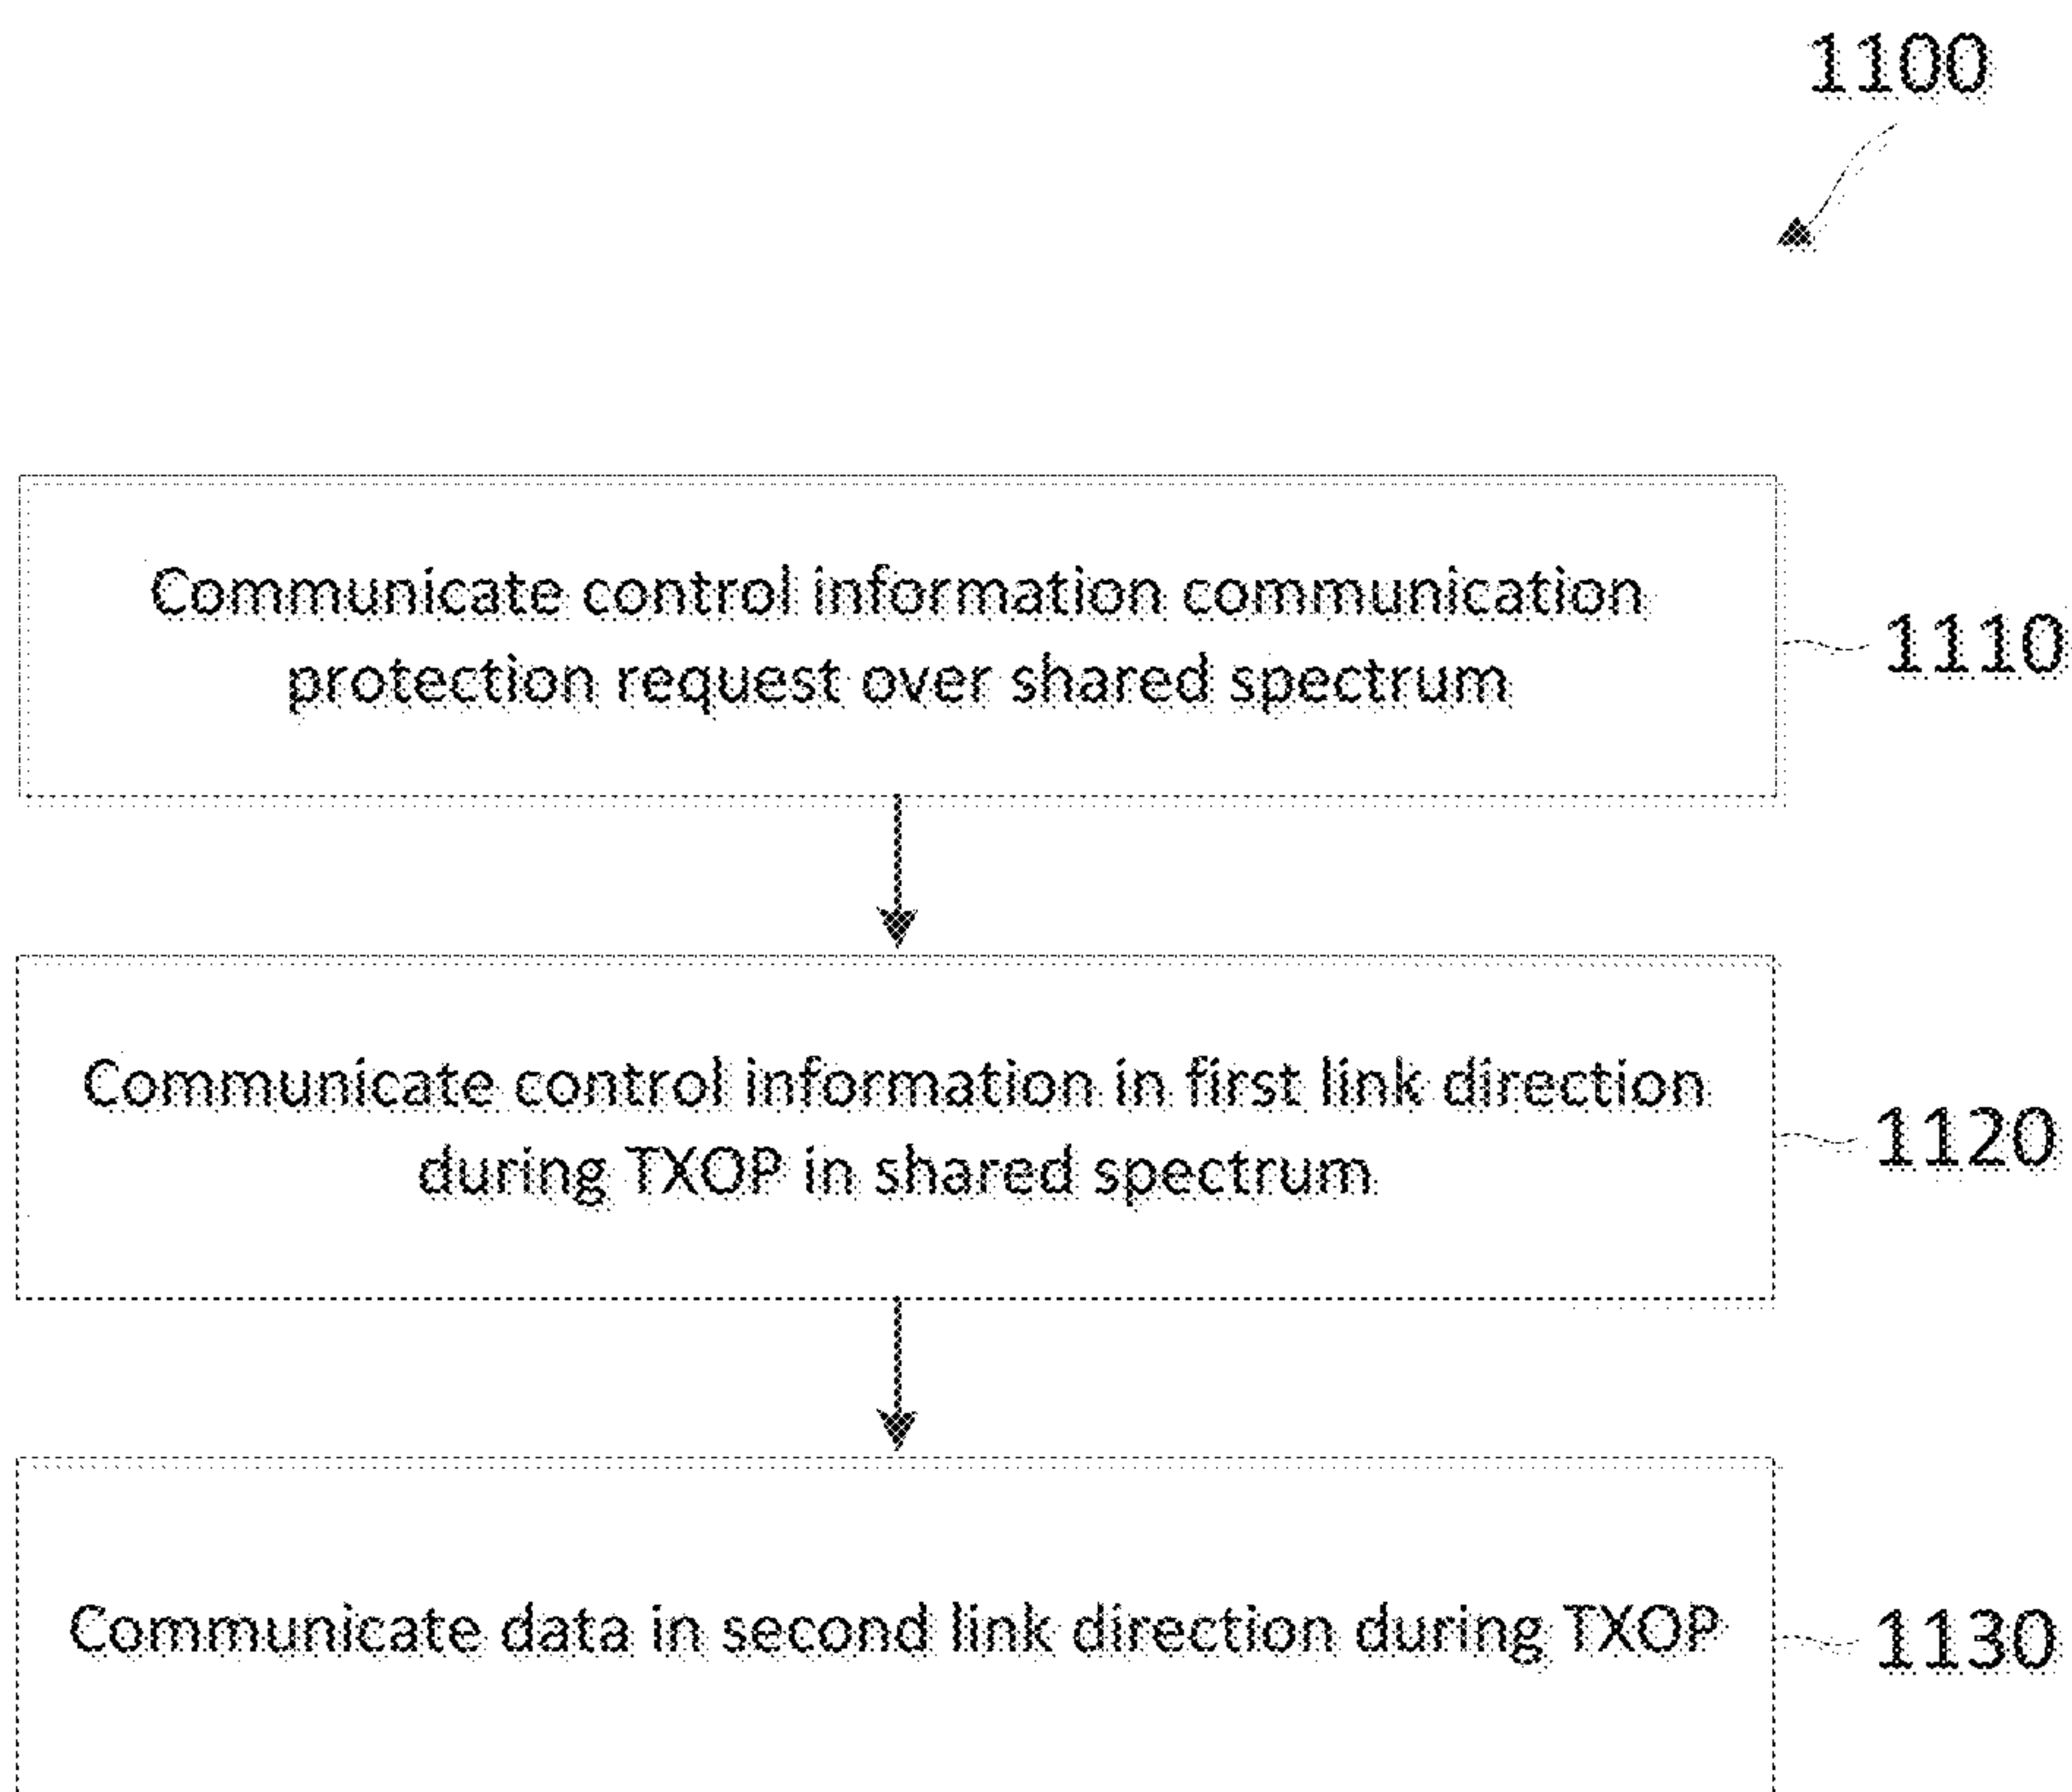 1100
Communicate control information communication
protection request over shared spectrum
1110
Communicate control information in first link direction
during TXOP in shared spectrum
1120
Communicate data in second link direction during TXOP
1130